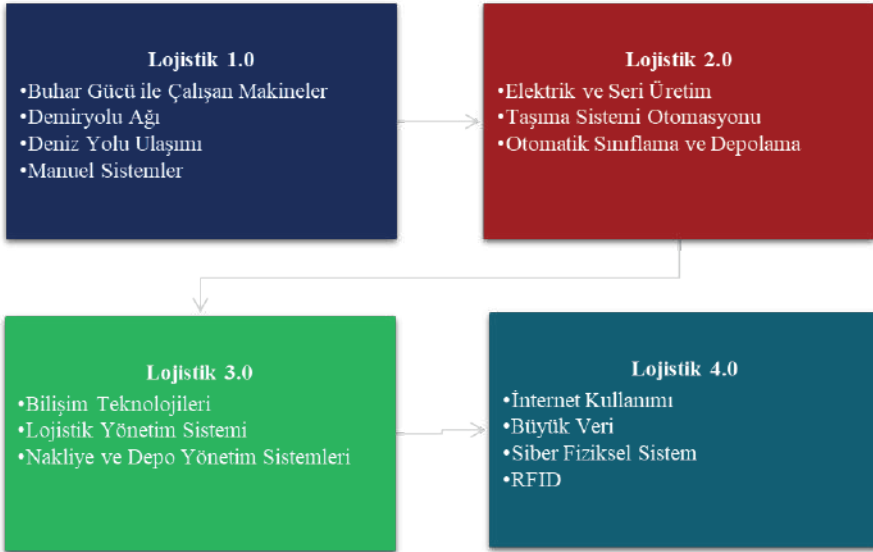 Lojistik 1.0
•Buhar Gücü ile Çalışan Makineler
•Demiryolu Ağı
•Deniz Yolu Ulaşımı
•Manuel Sistemler
Lojistik 2.0
•Elektrik ve Seri Üretim
•Taşıma Sistemi Otomasyonu
•Otomatik Sınıflama ve Depolama
Lojistik 3.0
•Bilişim Teknolojileri
•Lojistik Yönetim Sistemi
•Nakliye ve Depo Yönetim Sistemleri
Lojistik 4.0
•İnternet Kullanımı
•Büyük Veri
•Siber Fiziksel Sistem
•RFID